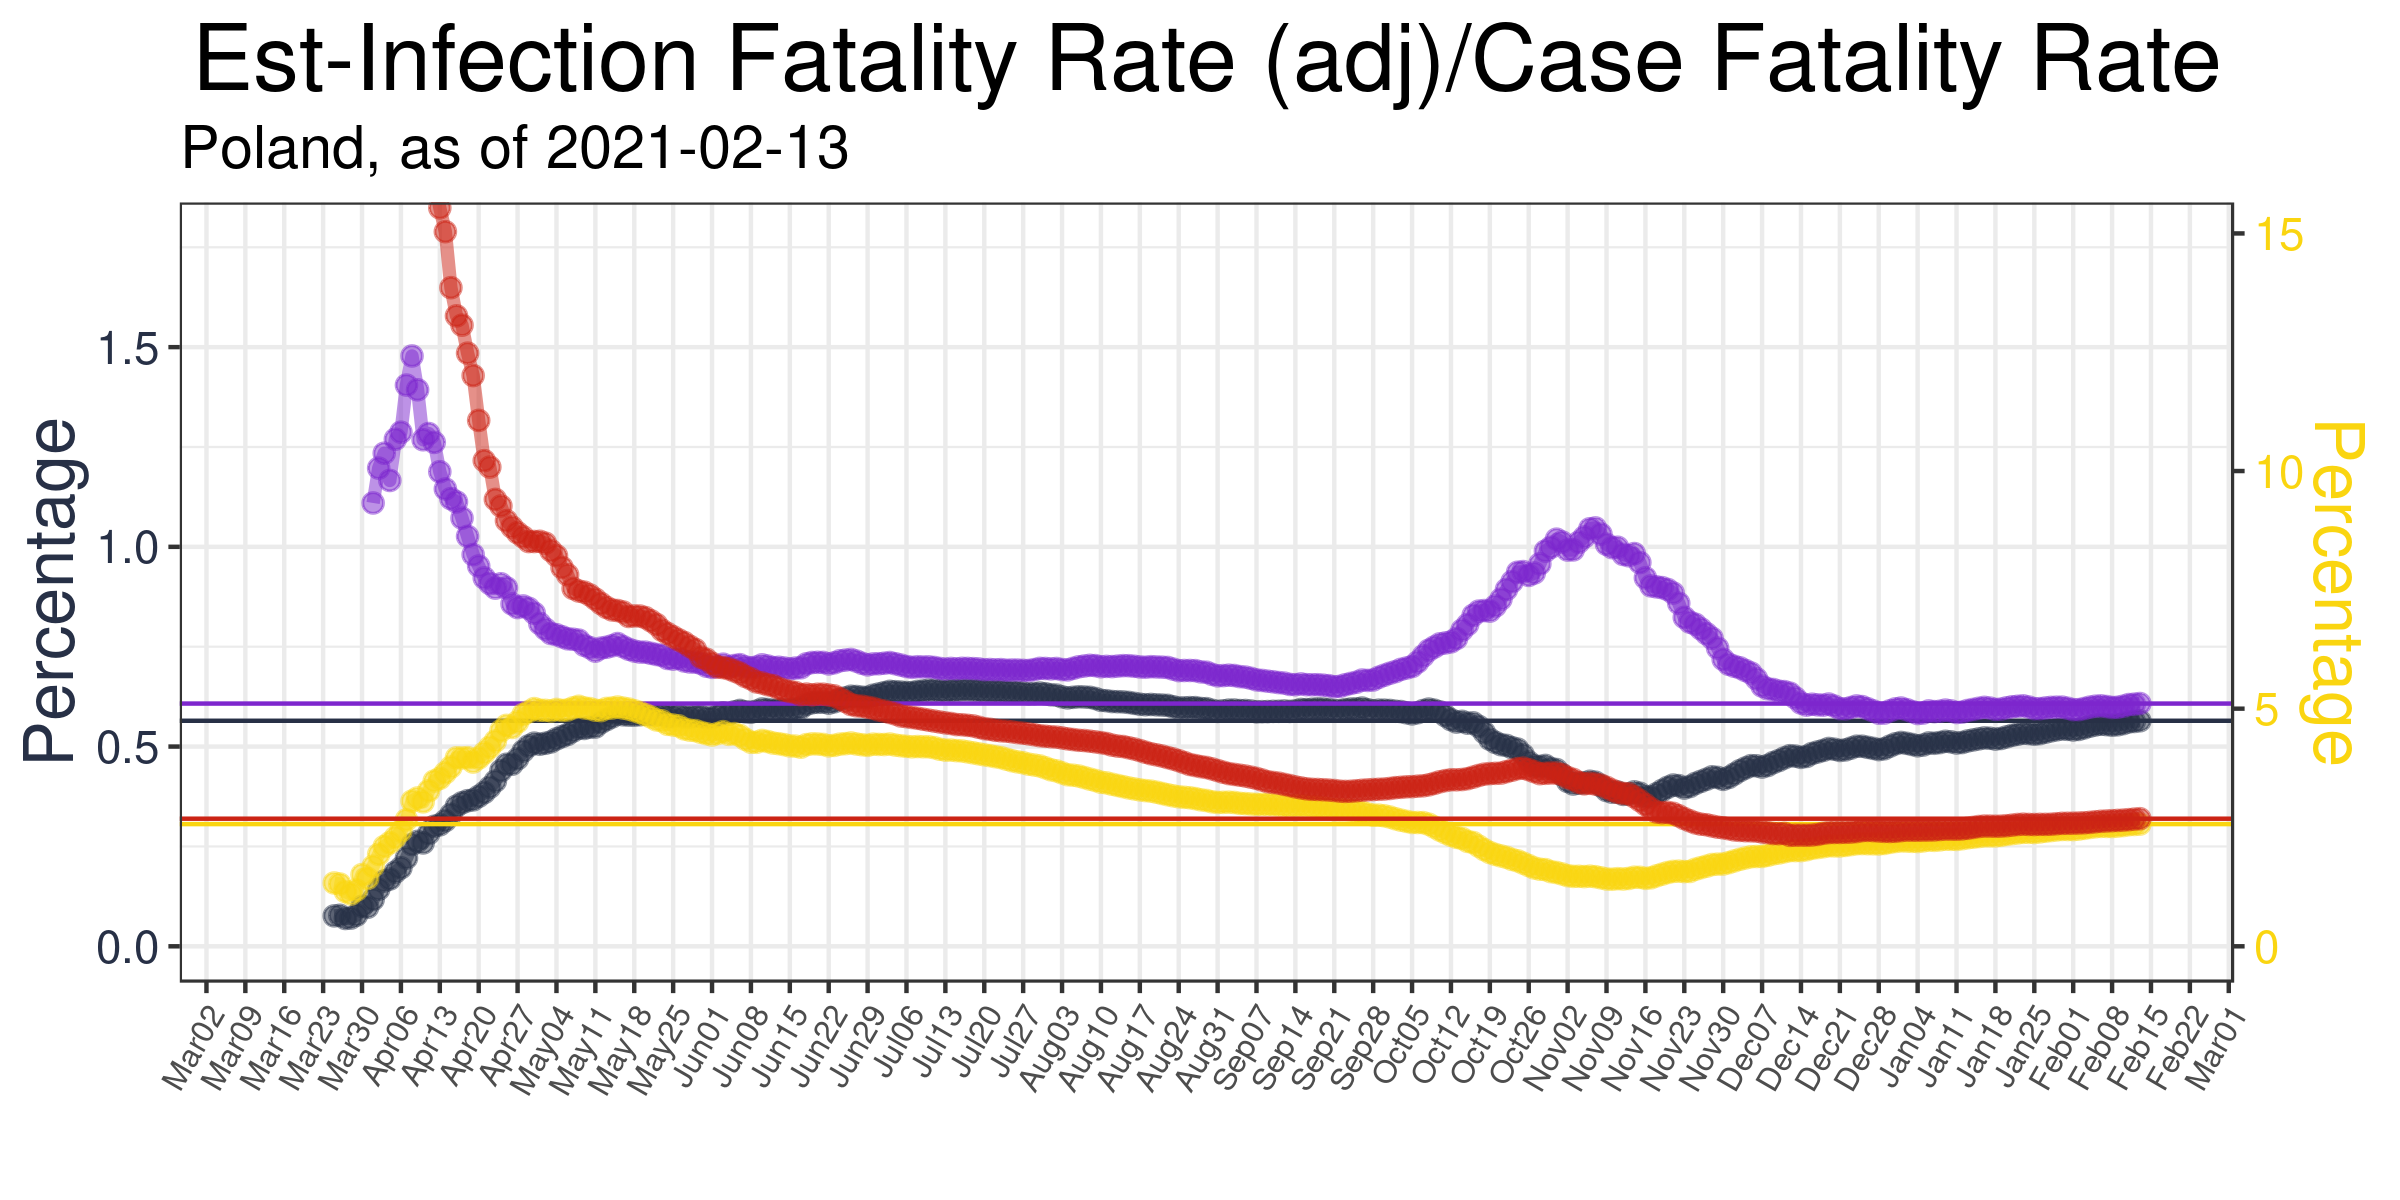 Est-Infection Fatality Rate (adj)/Case Fatality Rate
Poland, as of 2021-02-13
Percentage
1.5
1.0
0.5
0.0
15
10
5
0
Percentage
Mar02 Mar09 Mar16 Mar23 Mar30 Apr06 Apr13 Apr20 Apr27 May04 May11 May18 May25 Jun01 Jun08 Jun15 Jun22 Jun29 Jul06 Jul13 Jul20 Jul27 Aug03 Aug10 Aug17 Aug24 Aug31 Sep07 Sep14 Sep21 Sep28 Oct05 Oct12 Oct19 Oct26 Nov02 Nov09 Nov16 Nov23 Nov30 Dec07 Dec14 Dec21 Dec28 Jan04 Jan11 Jan18 Jan25 Feb01 Feb08 Feb15 Feb22 Mar01